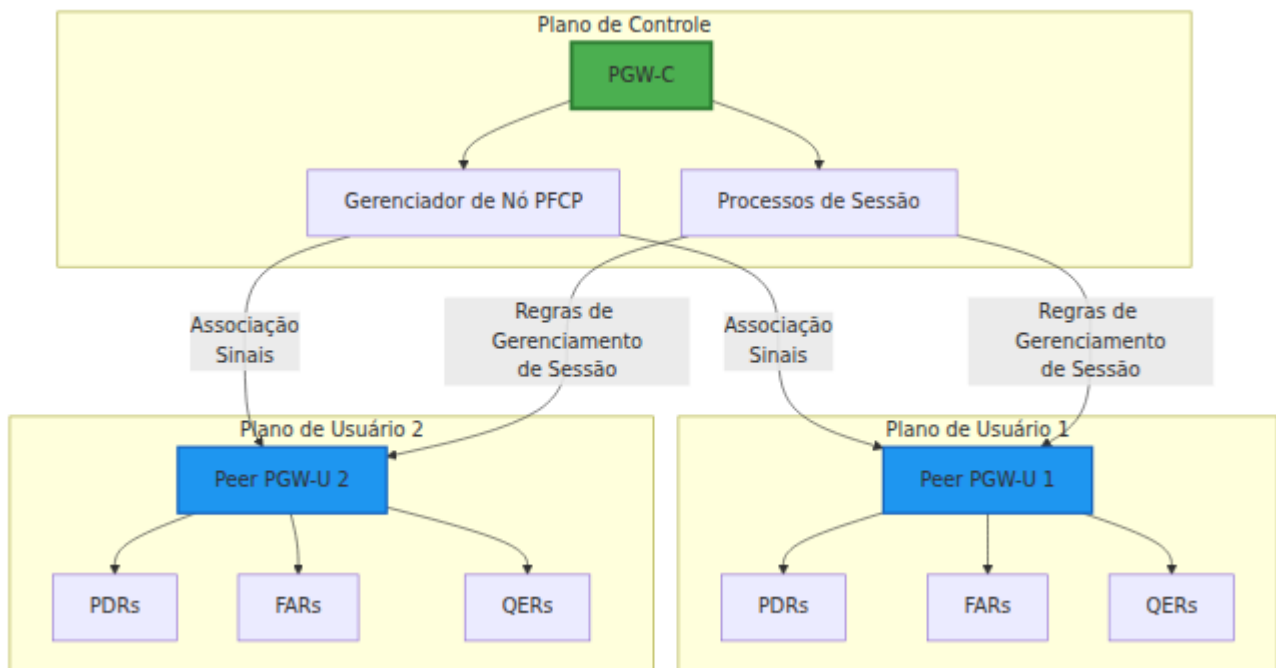 Plano de Controle
PGW-C
Gerenciador de Nó PFCP
Processos de Sessão
Associação
Sinais
Regras de
Gerenciamento
de Sessão
Associação
Sinais
Regras de
Gerenciamento
de Sessão
Plano de Usuário 2
Peer PGW-U 2
PDRs
FARs
QERs
Plano de Usuário 1
Peer PGW-U 1
PDRs
FARs
QERs